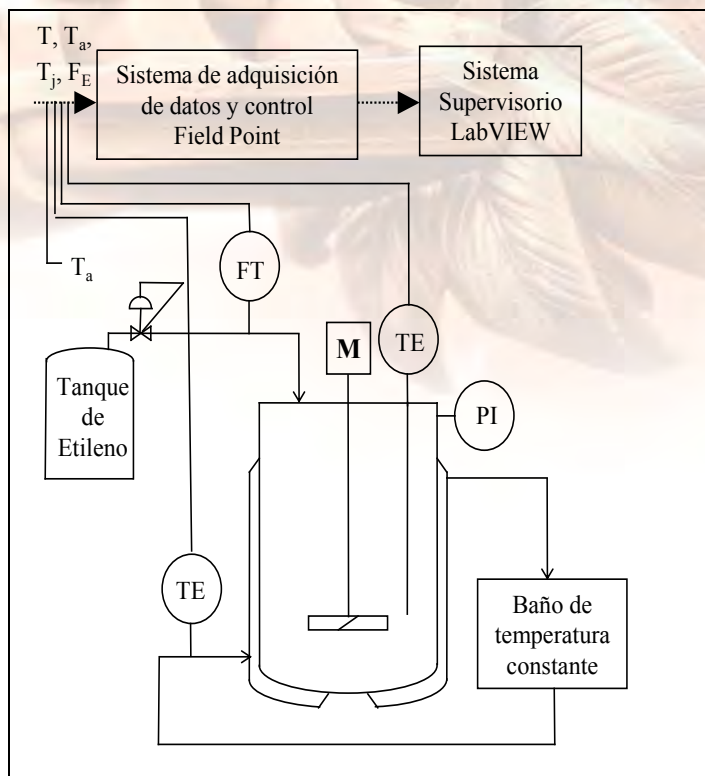 T, Tₐ,
Tⱼ, F_E
Sistema de adquisición
de datos y control
Field Point
Sistema
Supervisorio
LabVIEW
Tₐ
FT
M
TE
PI
Tanque
de
Etileno
TE
Baño de
temperatura
constante